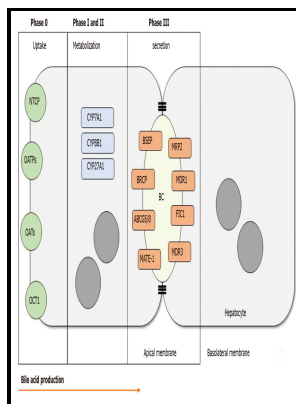 Phase 0 Phase I and II Phase III
Uptake Metabolization secretion
NTCP
OATPs
OATs
OCT1
CYP7A1
CYP8B1
CYP27A1
BSEP
BRCP
ABCG5/8
MATE-1
BC
MRP2
MDR1
FIC1
MDR3
Hepatocyte
Apical membrane Basolateral membrane
Bile acid production